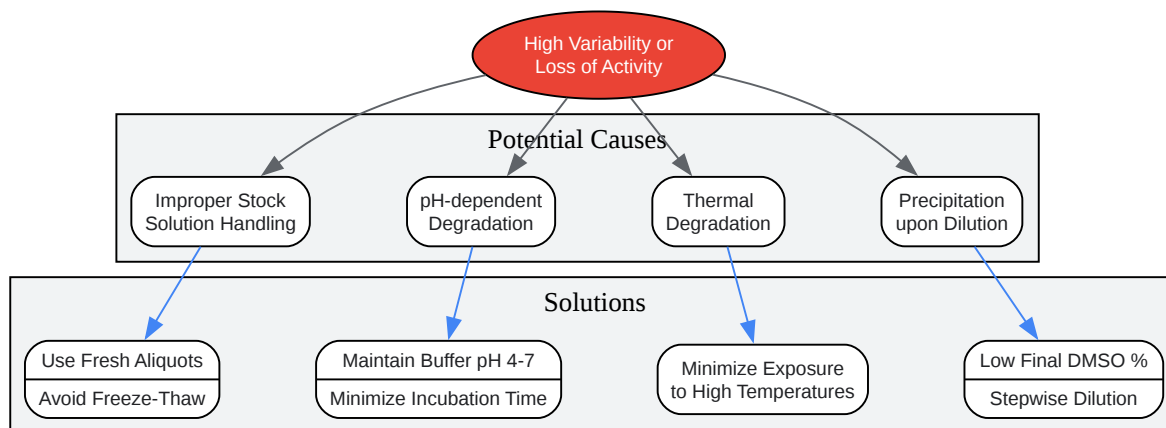 High Variability or
Loss of Activity
Potential Causes
Improper Stock
Solution Handling
pH-dependent
Degradation
Thermal
Degradation
Precipitation
upon Dilution
Solutions
Use Fresh Aliquots
Avoid Freeze-Thaw
Maintain Buffer pH 4-7
Minimize Incubation Time
Minimize Exposure
to High Temperatures
Low Final DMSO %
Stepwise Dilution